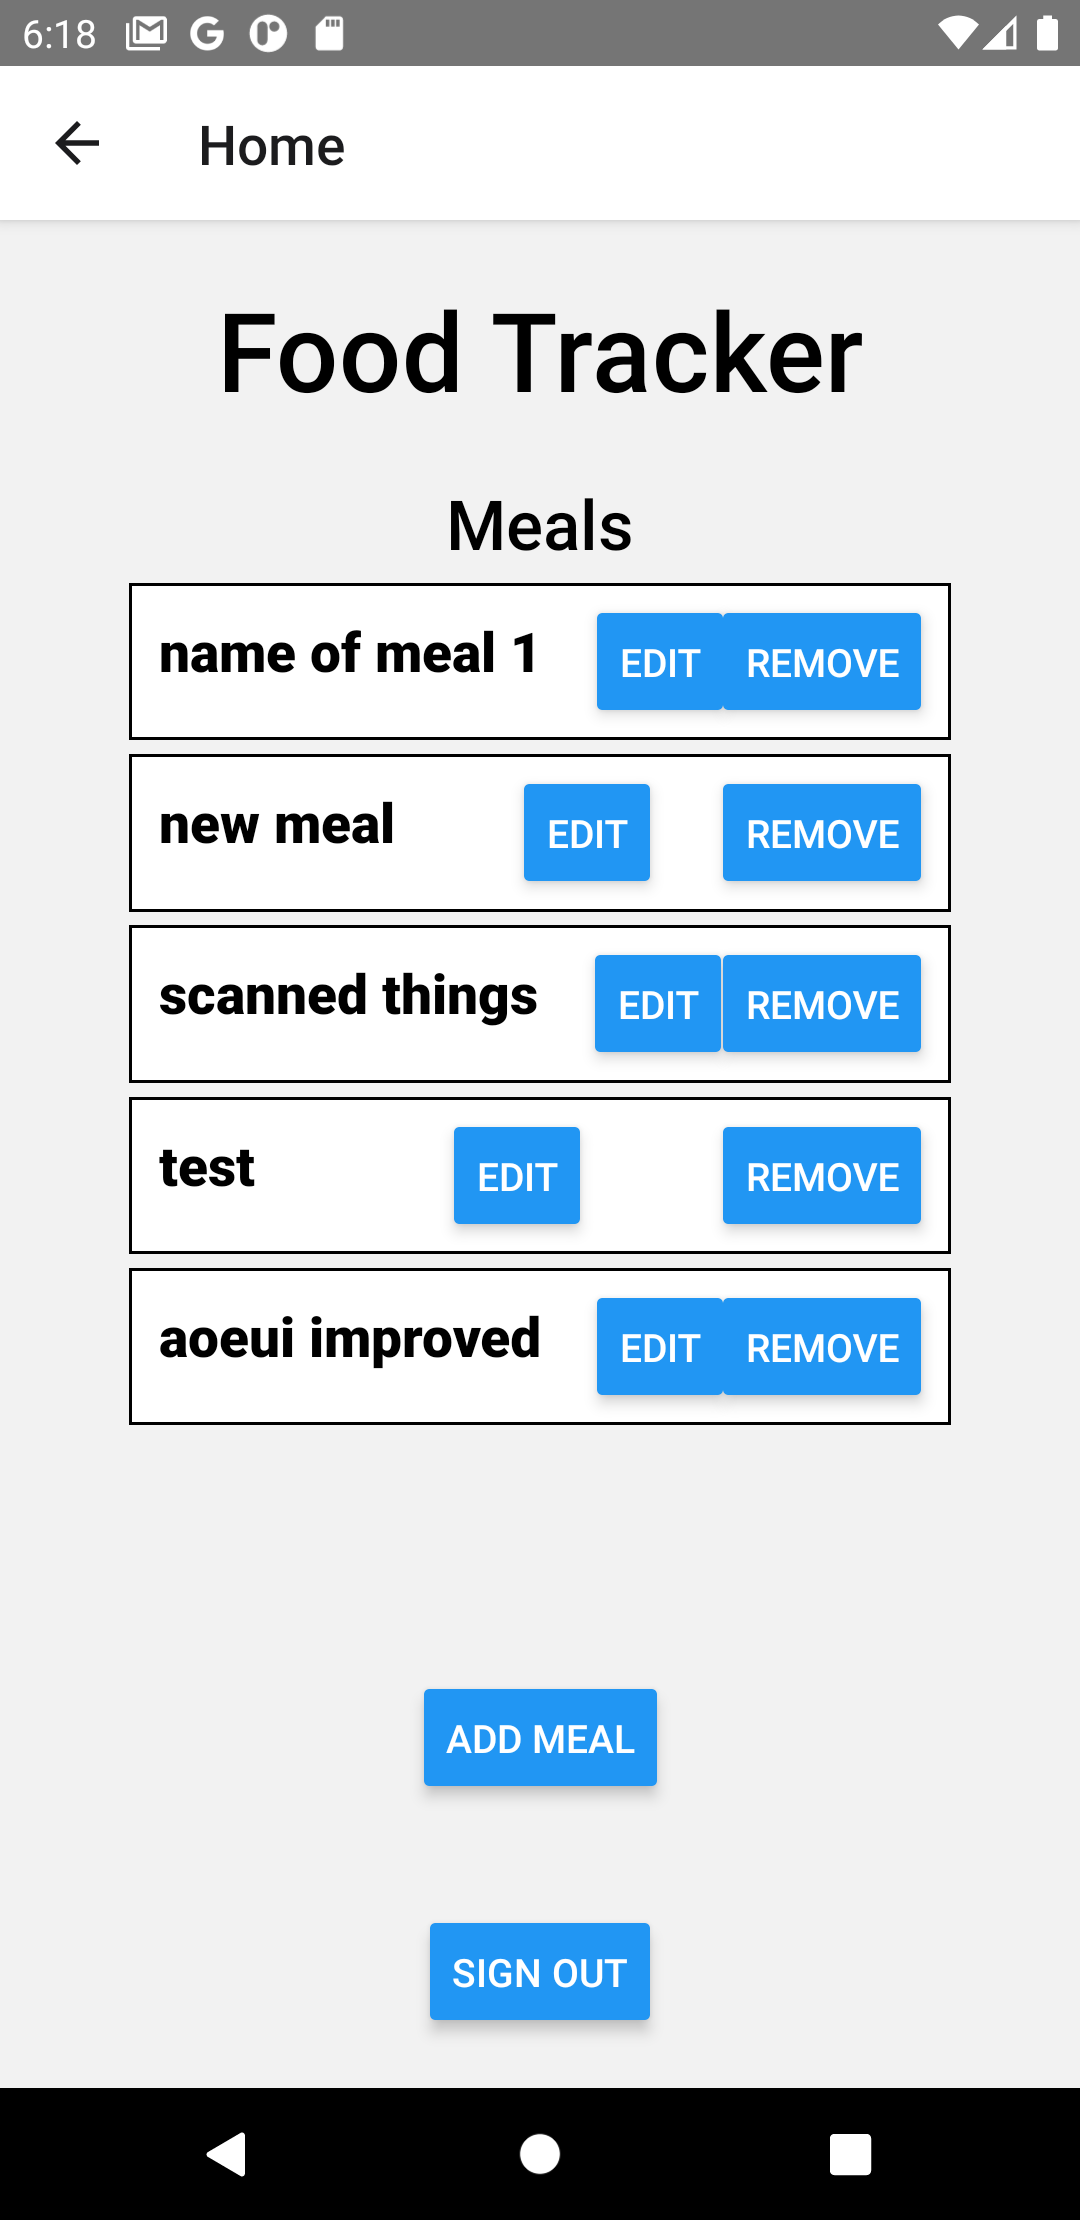 6:18
Home
Food Tracker
Meals
name of meal 1 EDIT REMOVE
new meal EDIT REMOVE
scanned things EDIT REMOVE
test EDIT REMOVE
aoeui improved EDIT REMOVE
ADD MEAL
SIGN OUT